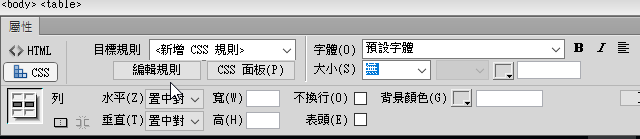 <body> <table>
屬性
<> HTML 目標規則 <新增 CSS 規則> 字體(O) 預設字體 B I
CSS 編輯規則 CSS 面板(P) 大小(S) 無
列 水平(Z) 置中對 寬(W) 不換行(O) 背景顏色(G)
垂直(T) 置中對 高(H) 表頭(E)